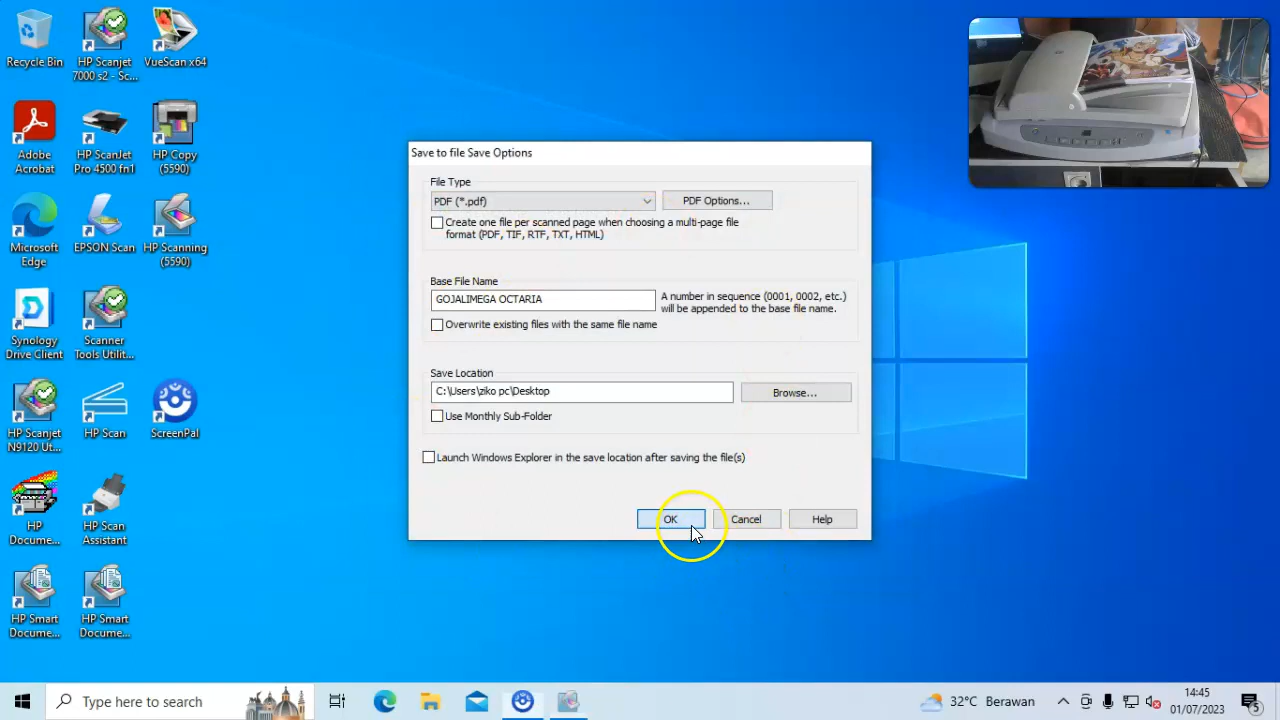 Recycle Bin
HP Scanjet
7000 s2 - Sc...
VueScan x64
Adobe
Acrobat
HP ScanJet
Pro 4500 fn1
HP Copy
(5590)
Microsoft
Edge
EPSON Scan
HP Scanning
(5590)
Synology
Drive Client
Scanner
Tools Utilit...
HP Scanjet
N9120 Ut...
HP Scan
ScreenPal
HP
Docume...
HP Scan
Assistant
HP Smart
Docume...
HP Smart
Docume...
Save to file Save Options
File Type
PDF (*.pdf)
PDF Options...
Create one file per scanned page when choosing a multi-page file
format (PDF, TIF, RTF, TXT, HTML)
Base File Name
GOJALIMEGA OCTARIA
A number in sequence (0001, 0002, etc.)
will be appended to the base file name.
Overwrite existing files with the same file name
Save Location
C:\Users\ziko pc\Desktop
Browse...
Use Monthly Sub-Folder
Launch Windows Explorer in the save location after saving the file(s)
OK
Cancel
Help
Type here to search
32°C Berawan
14:45
01/07/2023
5